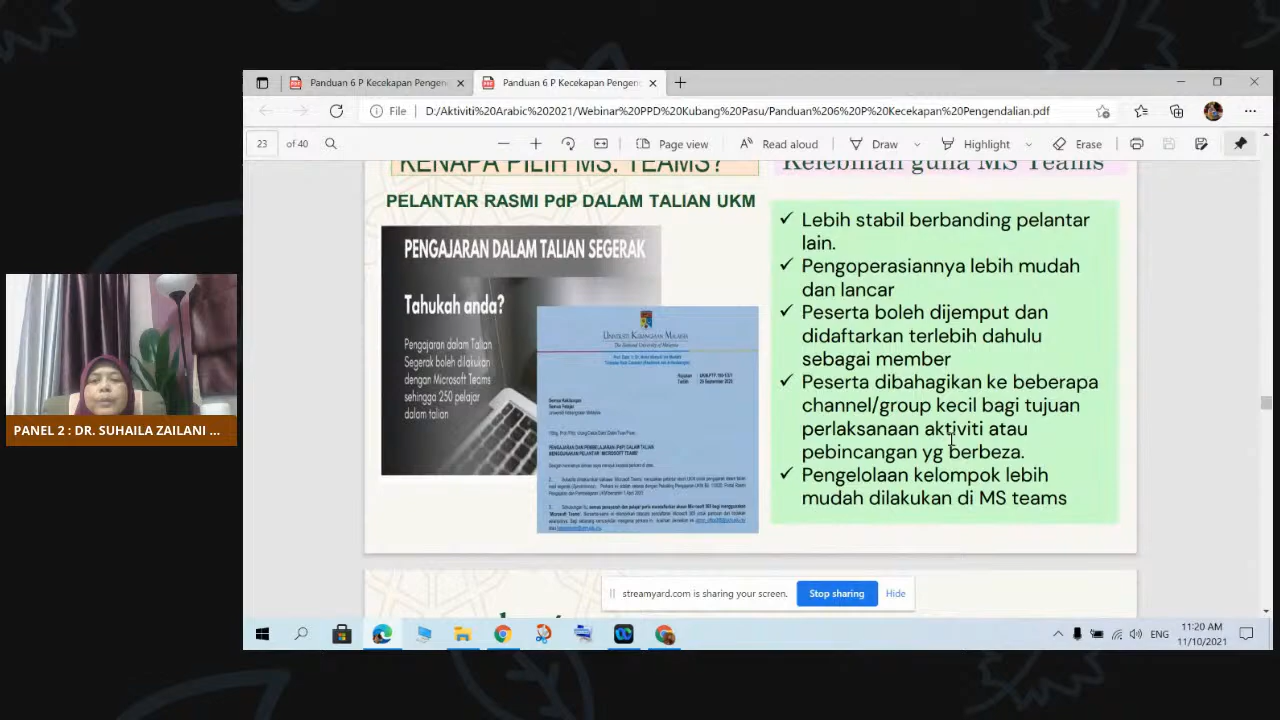 Panduan 6 P Kecekapan Pengen
Panduan 6 P Kecekapan Pengen
File
D:/Aktiviti%20Arabic%202021/Webinar%20PPD%20Kubang%20Pasu/Panduan%206%20P%20Kecekapan%20Pengendalian.pdf
23 of 40
Page view
Read aloud
Draw
Highlight
Erase
KENAPA PILIH MS. TEAMS?
PELANTAR RASMI PdP DALAM TALIAN UKM
PENGAJARAN DALAM TALIAN SEGERAK
Tahukah anda?
Pengajaran dalam Talian
Segerak boleh dilakukan
dengan Microsoft Teams
sehingga 250 pelajar
dalam talian
UNIVERSITI KEBANGSAAN MALAYSIA
The National University of Malaysia
Kelebihan guna MS Teams
✓ Lebih stabil berbanding pelantar
lain.
✓ Pengoperasiannya lebih mudah
dan lancar
✓ Peserta boleh dijemput dan
didaftarkan terlebih dahulu
sebagai member
✓ Peserta dibahagikan ke beberapa
channel/group kecil bagi tujuan
perlaksanaan aktiviti atau
pebincangan yg berbeza.
✓ Pengelolaan kelompok lebih
mudah dilakukan di MS teams
PANEL 2 : DR. SUHAILA ZAILANI ...
streamyard.com is sharing your screen.
Stop sharing
Hide
ENG
11:20 AM
11/10/2021